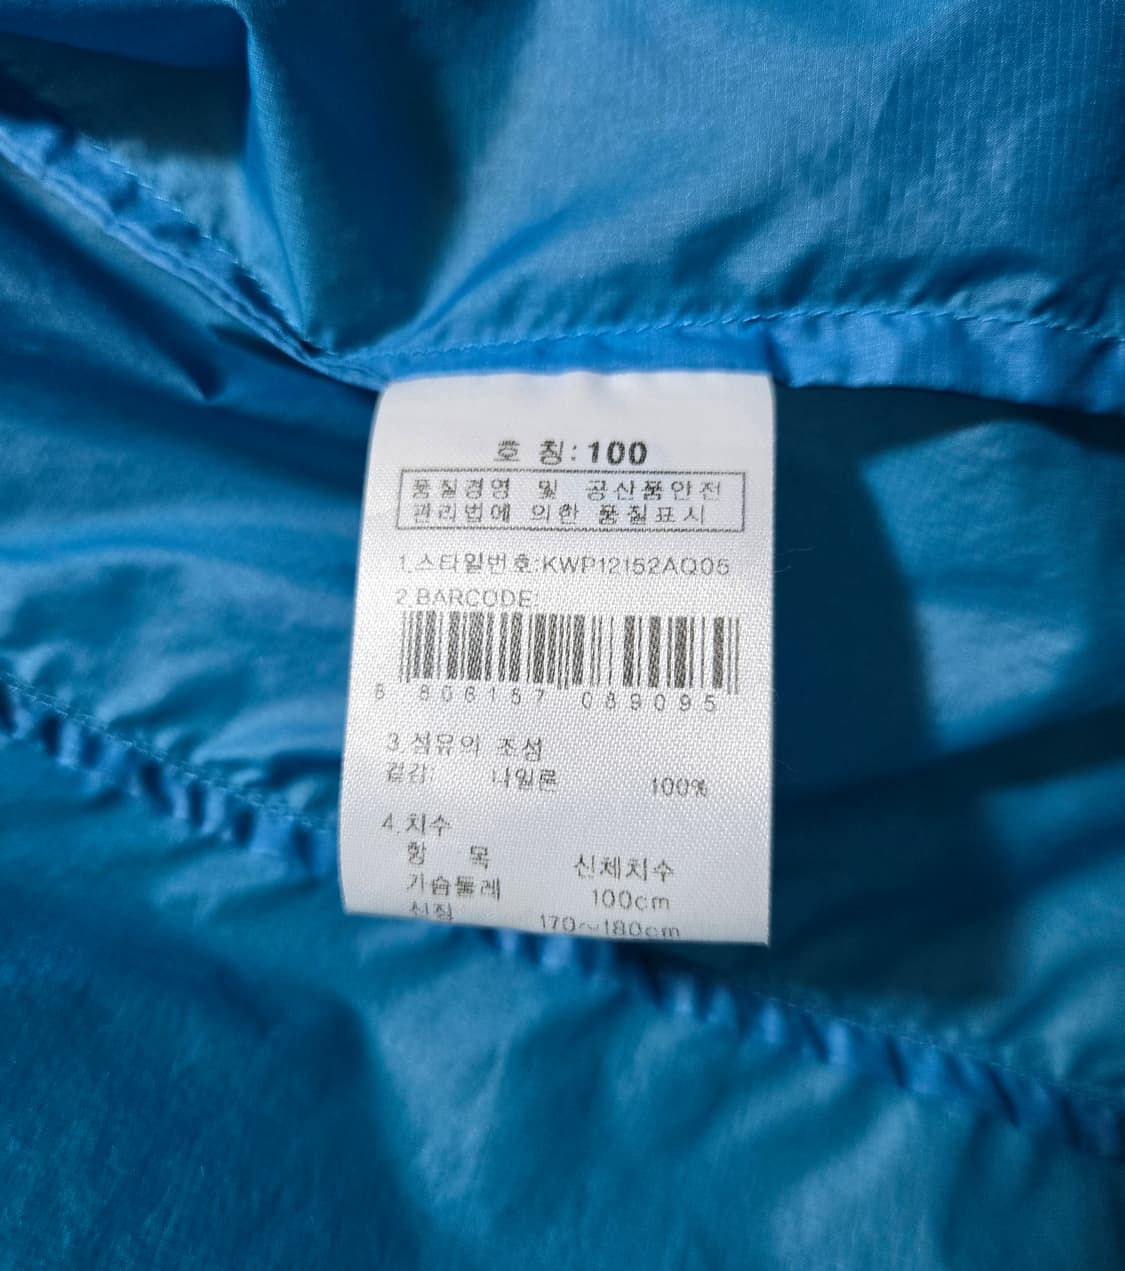 호 칭:100
품질경영 및 공산품안전
관리법에 의한 품질표시
1.스타일번호:KWP12152AQ05
2.BARCODE:
8 806157 089095
3.섬유의 조성
겉감: 나일론 100%
4.치수
항 목 신체치수
가슴둘레 100cm
신장 170~180cm